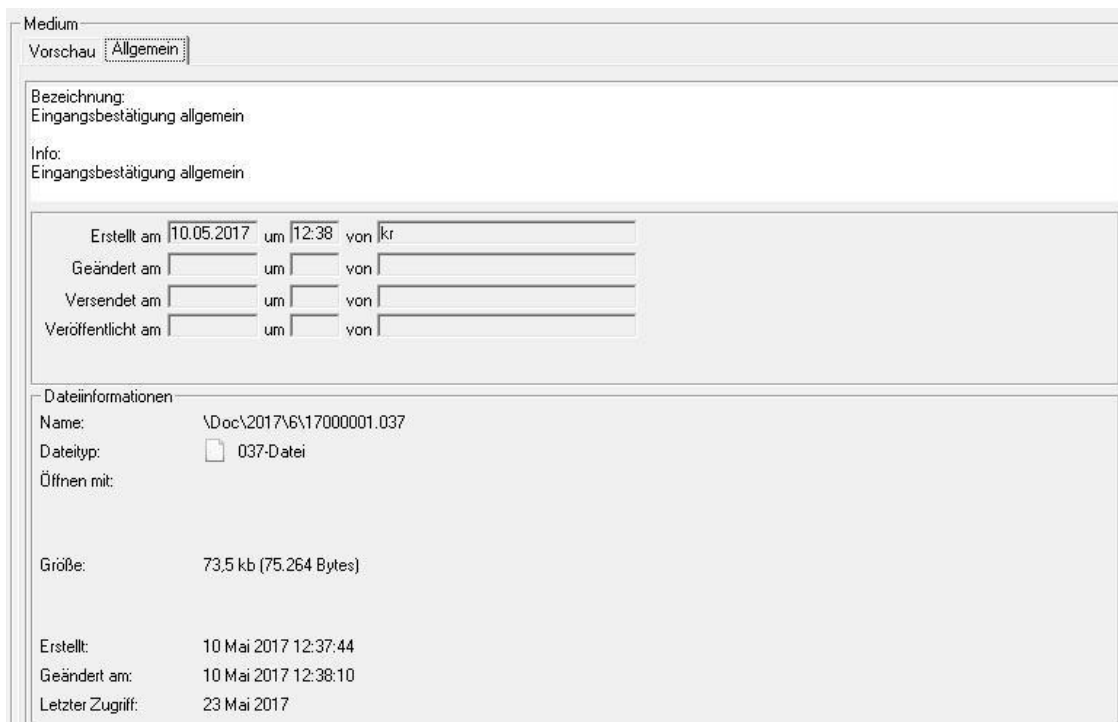 Medium
Vorschau Allgemein
Bezeichnung:
Eingangsbestätigung allgemein
Info:
Eingangsbestätigung allgemein
Erstellt am 10.05.2017 um 12:38 von kr
Geändert am um von
Versendet am um von
Veröffentlicht am um von
Dateiinformationen
Name: \Doc\2017\6\17000001.037
Dateityp: 037-Datei
Öffnen mit:
Größe: 73,5 kb (75.264 Bytes)
Erstellt: 10 Mai 2017 12:37:44
Geändert am: 10 Mai 2017 12:38:10
Letzter Zugriff: 23 Mai 2017